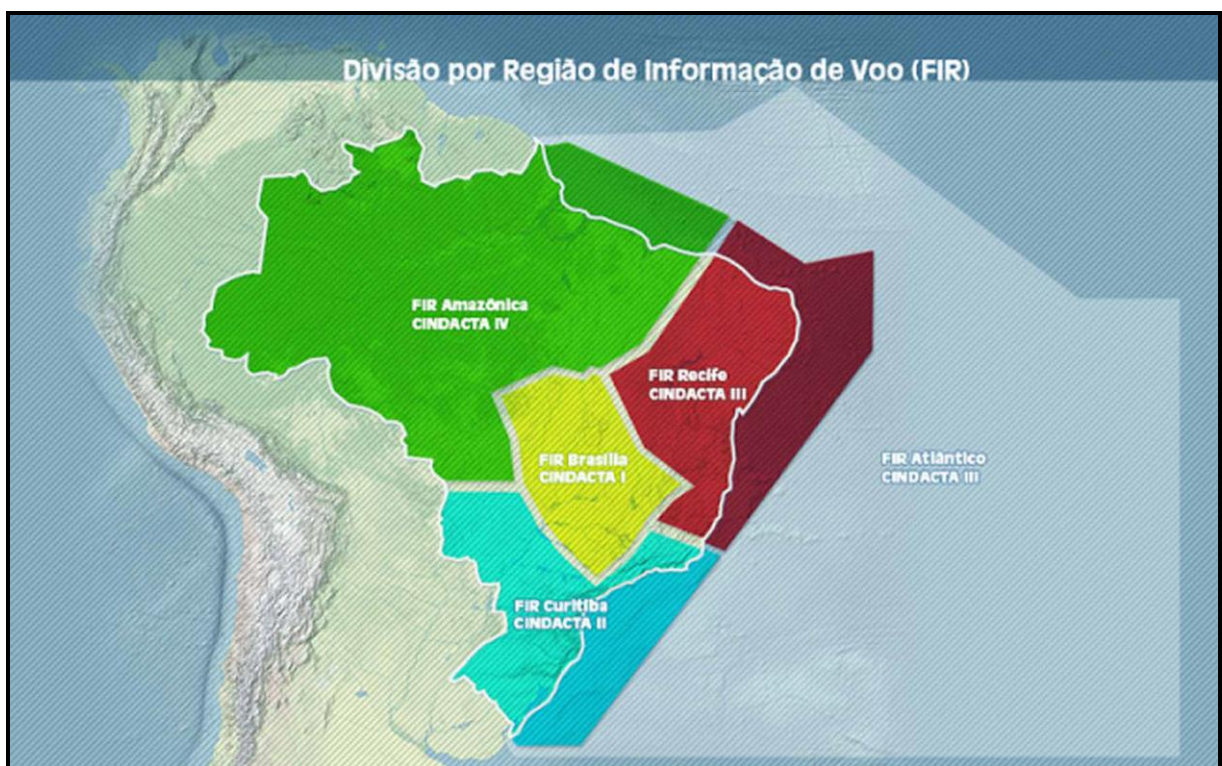 Divisão por Região de Informação de Voo (FIR)
FIR Amazônica
CINDACTA IV
FIR Recife
CINDACTA III
FIR Brasília
CINDACTA I
FIR Atlântico
CINDACTA III
FIR Curitiba
CINDACTA II